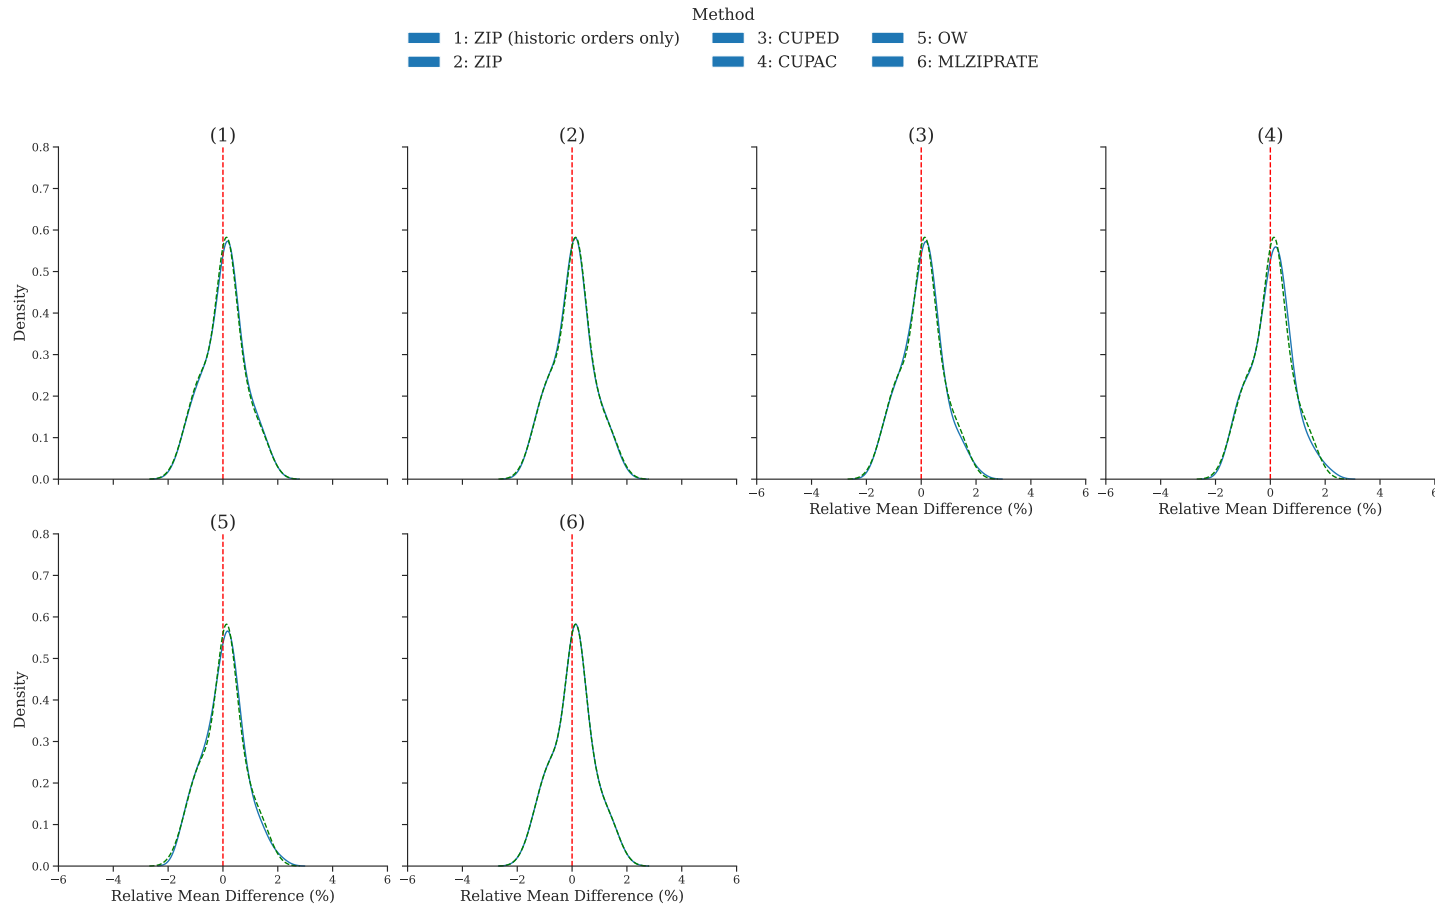 Method
1: ZIP (historic orders only) 3: CUPED 5: OW
2: ZIP 4: CUPAC 6: MLZIPRATE
(1) (2) (3) (4)
0.8
0.7
0.6
0.5
0.4
0.3
0.2
0.1
0.0
Density
−6 −4 −2 0 2 4 6 −6 −4 −2 0 2 4 6
Relative Mean Difference (%) Relative Mean Difference (%)
(5) (6)
0.8
0.7
0.6
0.5
0.4
0.3
0.2
0.1
0.0
Density
−6 −4 −2 0 2 4 6 −6 −4 −2 0 2 4 6
Relative Mean Difference (%) Relative Mean Difference (%)